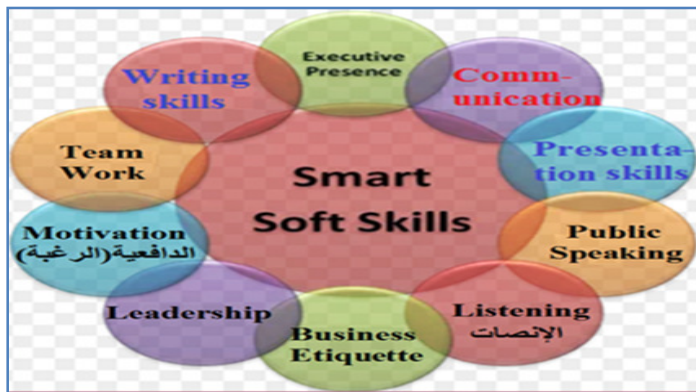 Smart
Soft Skills
Executive
Presence
Comm-
unication
Presenta-
tion skills
Public
Speaking
Listening
الإنصات
Business
Etiquette
Leadership
Motivation
الدافعية(الرغبة)
Team
Work
Writing
skills